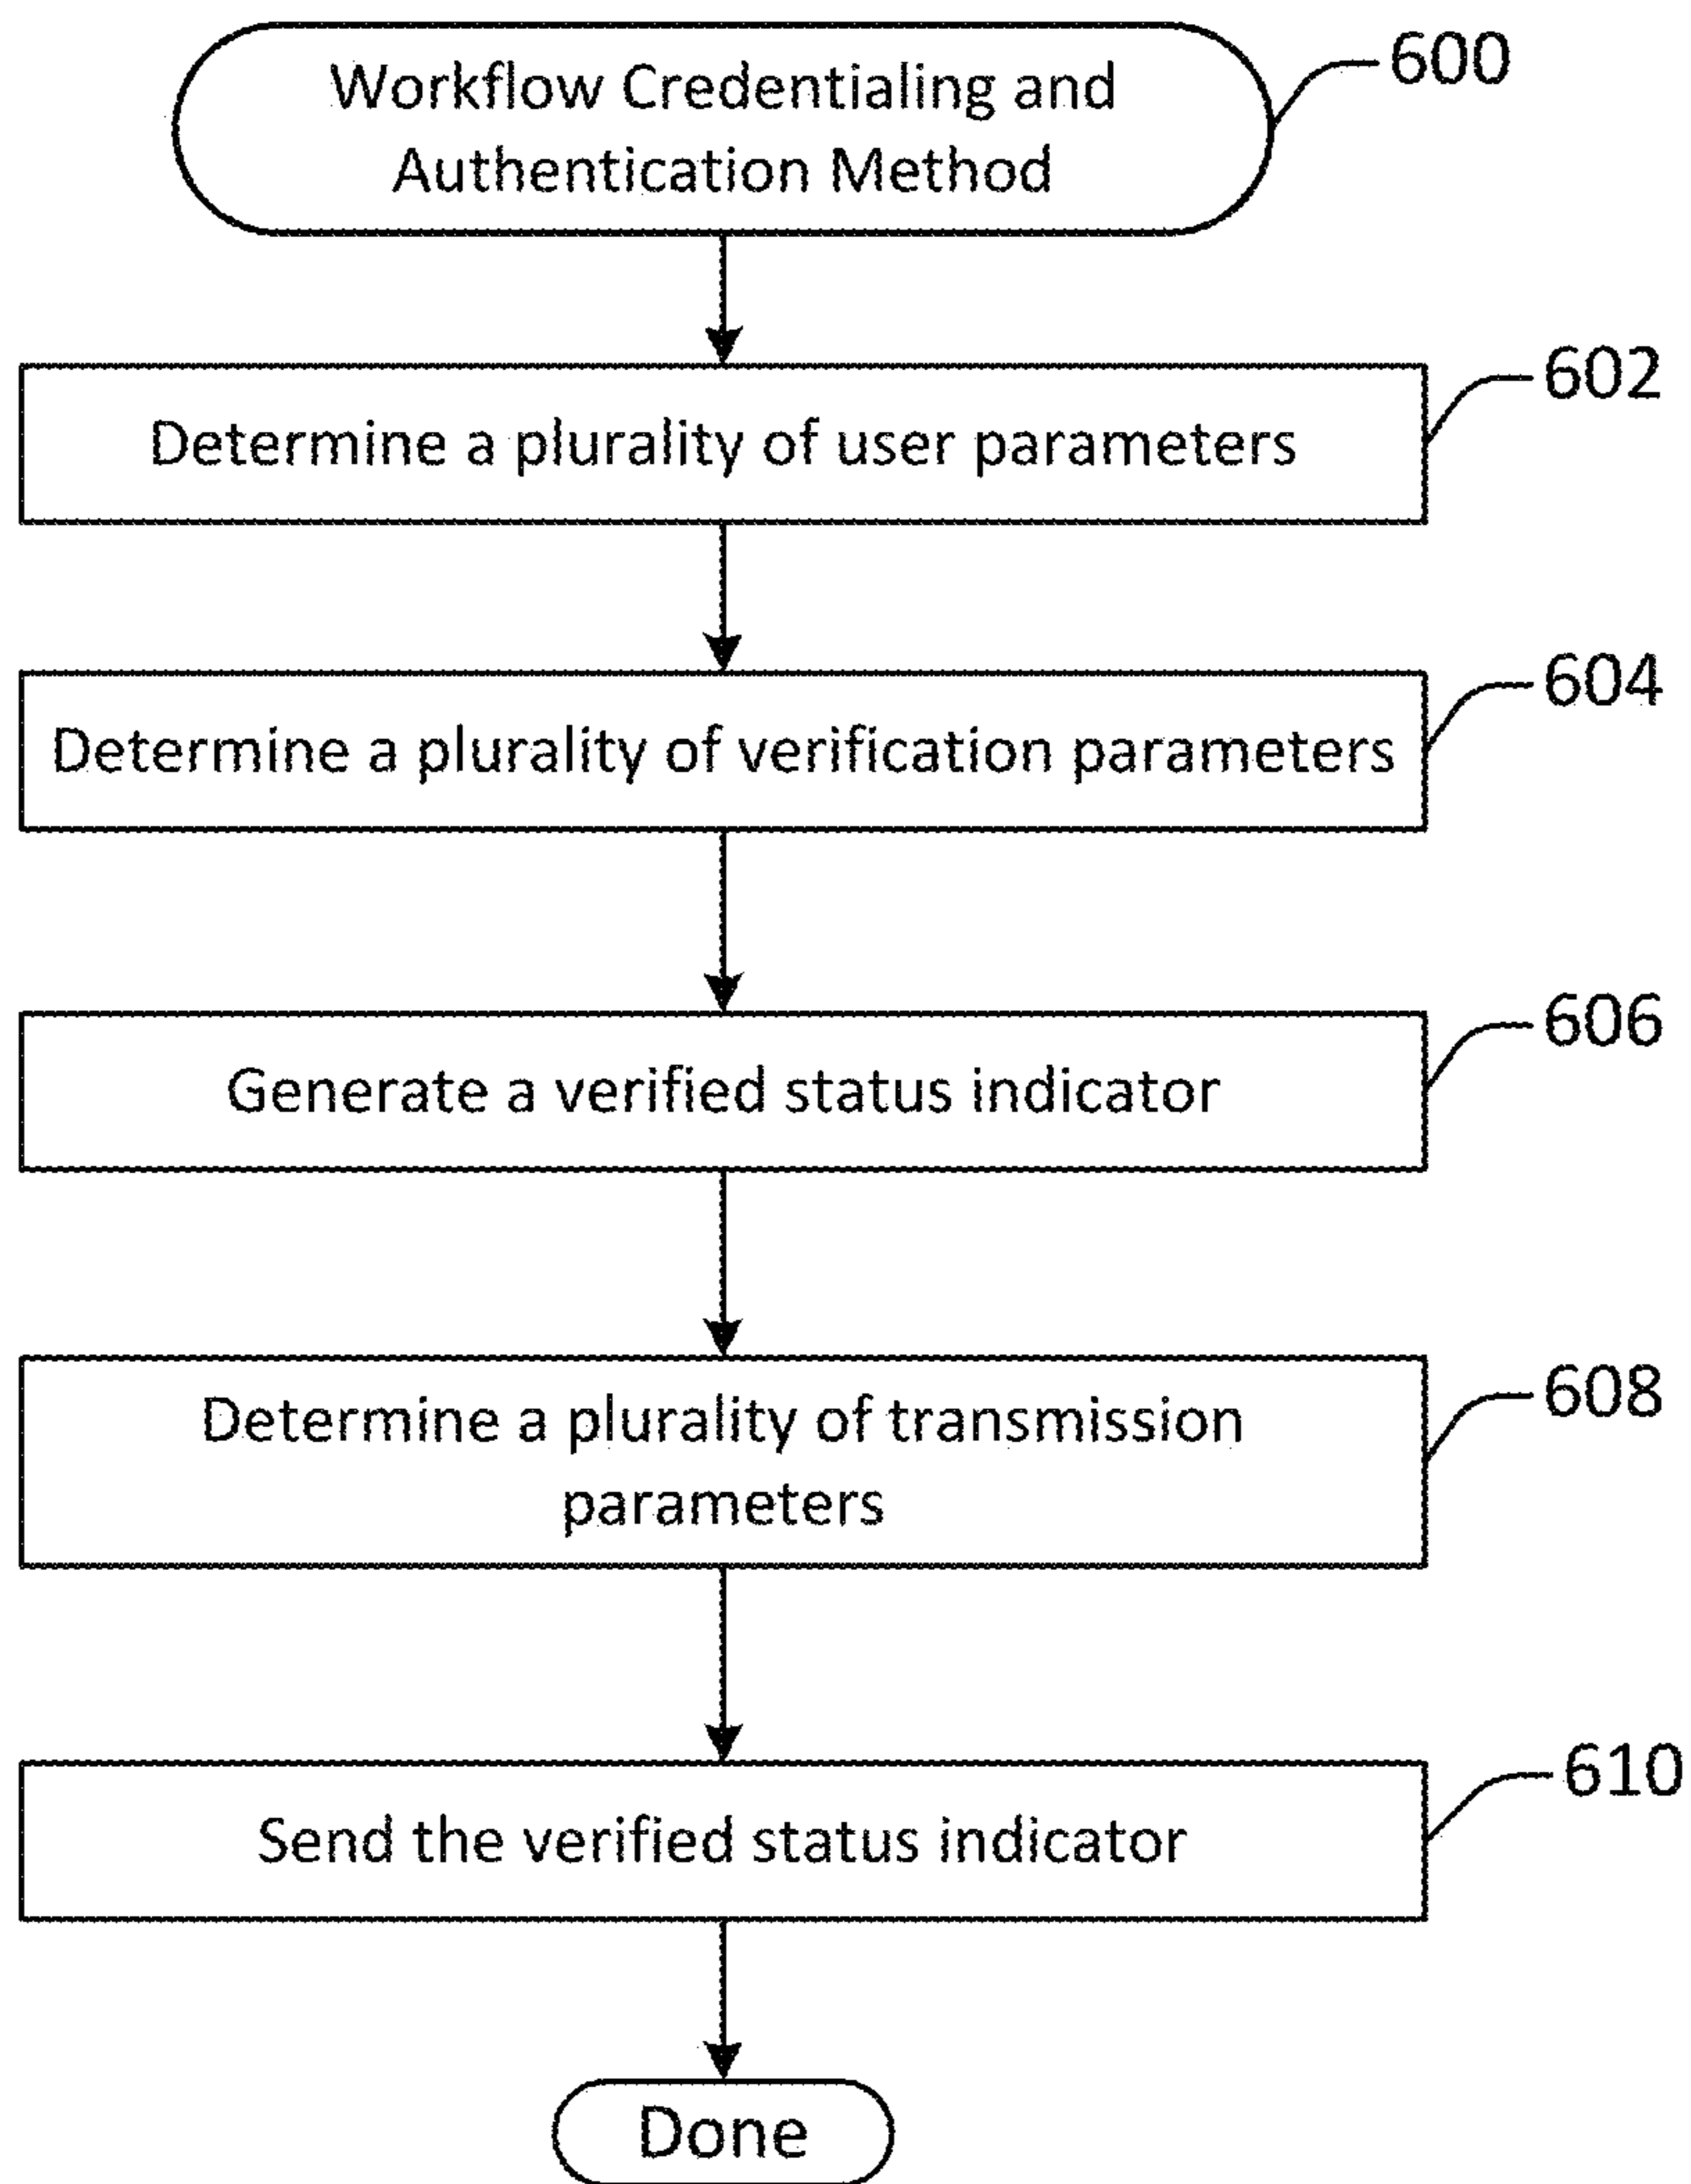 Workflow Credentialing and
Authentication Method
600
Determine a plurality of user parameters
602
Determine a plurality of verification parameters
604
Generate a verified status indicator
606
Determine a plurality of transmission
parameters
608
Send the verified status indicator
610
Done